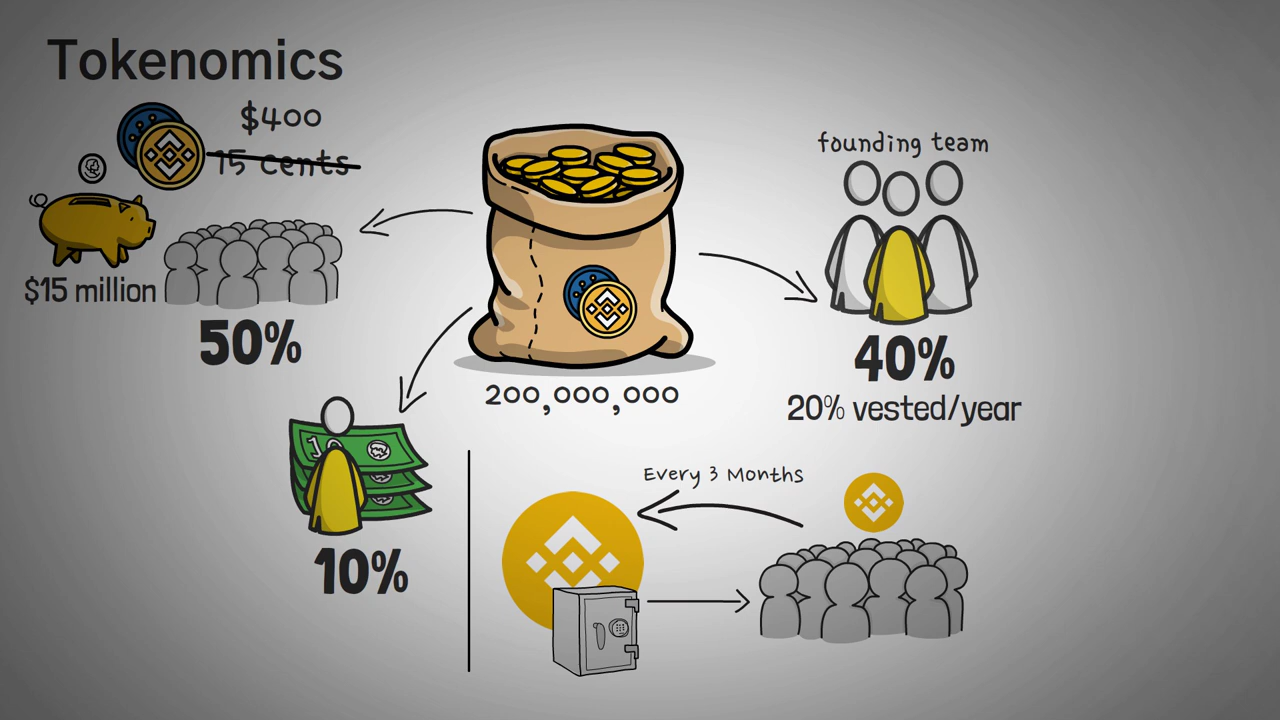 Tokenomics
$400
15 cents
$15 million
50%
200,000,000
founding team
40%
20% vested/year
10
10%
Every 3 Months